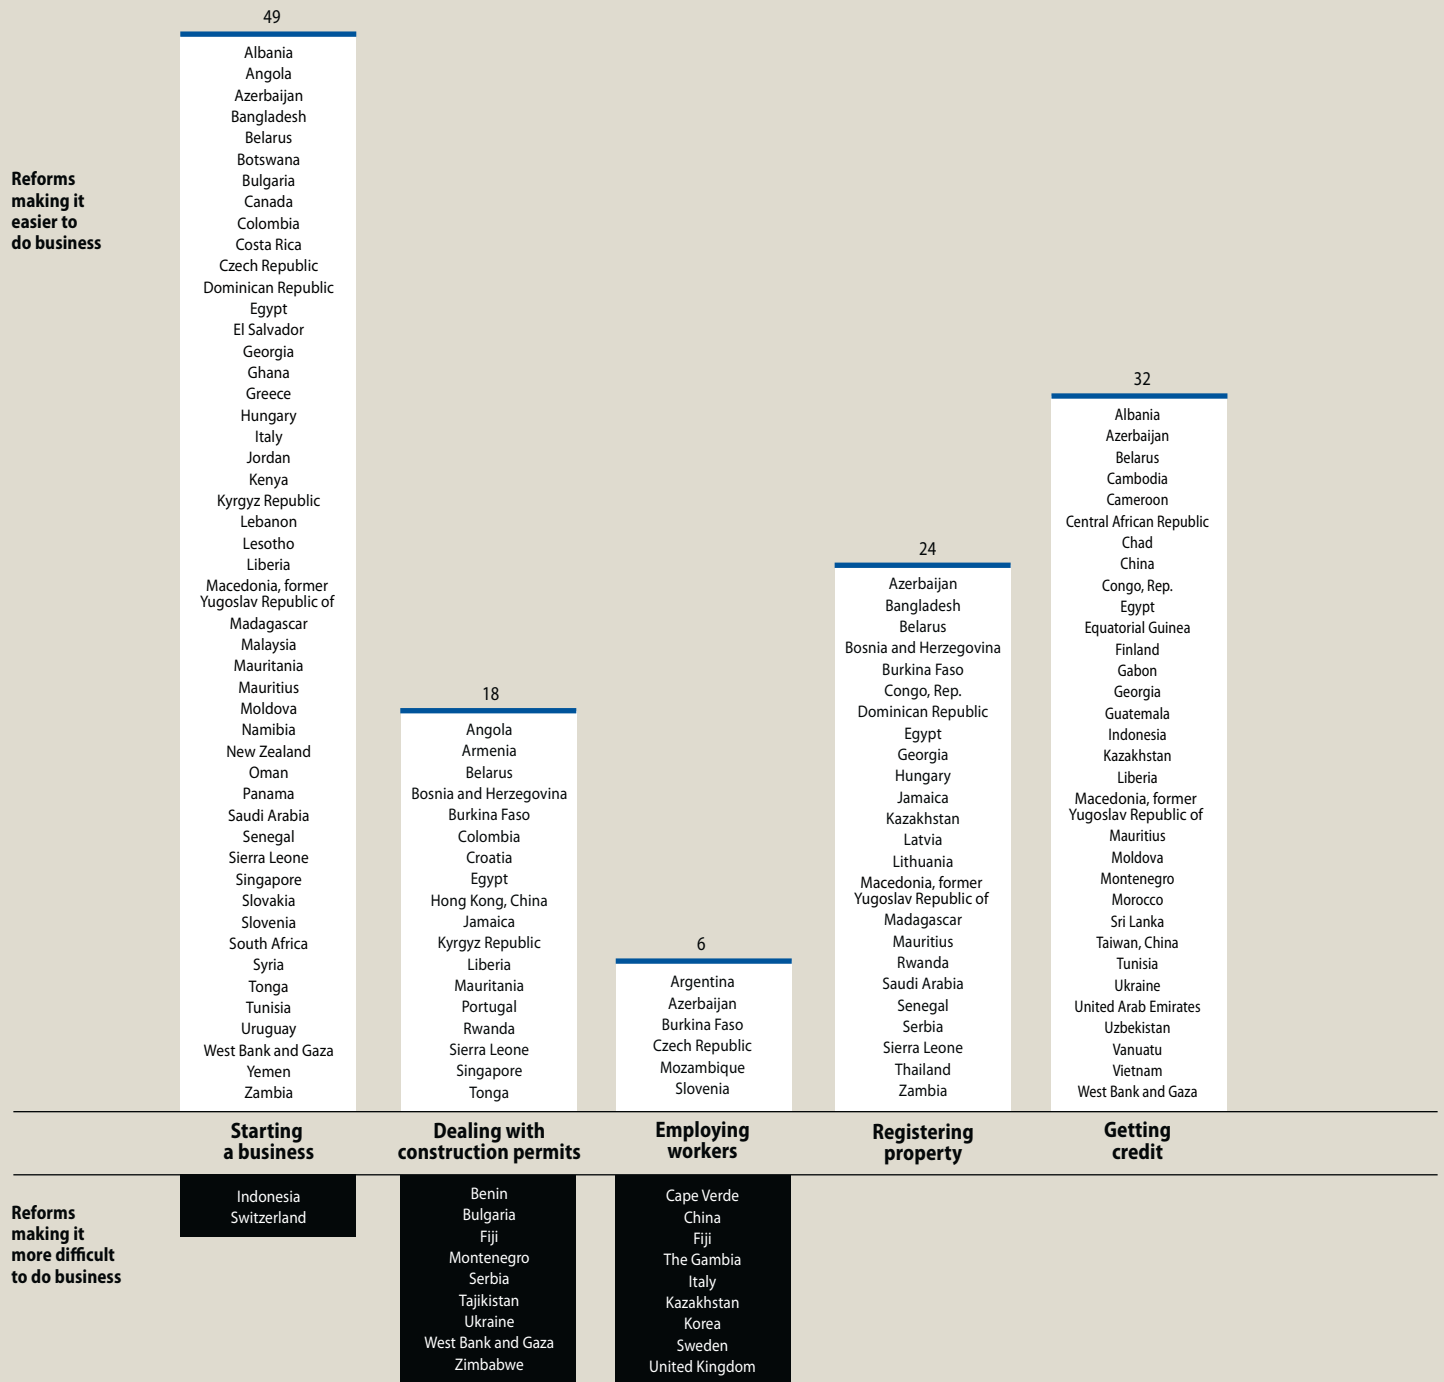 49
Albania
Angola
Azerbaijan
Bangladesh
Belarus
Botswana
Bulgaria
Canada
Colombia
Costa Rica
Czech Republic
Dominican Republic
Egypt
El Salvador
Georgia
Ghana
Greece
Hungary
Italy
Jordan
Kenya
Kyrgyz Republic
Lebanon
Lesotho
Liberia
Macedonia, former
Yugoslav Republic of
Madagascar
Malaysia
Mauritania
Mauritius
Moldova
Namibia
New Zealand
Oman
Panama
Saudi Arabia
Senegal
Sierra Leone
Singapore
Slovakia
Slovenia
South Africa
Syria
Tonga
Tunisia
Uruguay
West Bank and Gaza
Yemen
Zambia
Reforms
making it
easier to
do business
18
Angola
Armenia
Belarus
Bosnia and Herzegovina
Burkina Faso
Colombia
Croatia
Egypt
Hong Kong, China
Jamaica
Kyrgyz Republic
Liberia
Mauritania
Portugal
Rwanda
Sierra Leone
Singapore
Tonga
6
Argentina
Azerbaijan
Burkina Faso
Czech Republic
Mozambique
Slovenia
24
Azerbaijan
Bangladesh
Belarus
Bosnia and Herzegovina
Burkina Faso
Congo, Rep.
Dominican Republic
Egypt
Georgia
Hungary
Jamaica
Kazakhstan
Latvia
Lithuania
Macedonia, former
Yugoslav Republic of
Madagascar
Mauritius
Rwanda
Saudi Arabia
Senegal
Serbia
Sierra Leone
Thailand
Zambia
32
Albania
Azerbaijan
Belarus
Cambodia
Cameroon
Central African Republic
Chad
China
Congo, Rep.
Egypt
Equatorial Guinea
Finland
Gabon
Georgia
Guatemala
Indonesia
Kazakhstan
Liberia
Macedonia, former
Yugoslav Republic of
Mauritius
Moldova
Montenegro
Morocco
Sri Lanka
Taiwan, China
Tunisia
Ukraine
United Arab Emirates
Uzbekistan
Vanuatu
Vietnam
West Bank and Gaza
Starting
a business
Dealing with
construction permits
Employing
workers
Registering
property
Getting
credit
Reforms
making it
more difficult
to do business
Indonesia
Switzerland
Benin
Bulgaria
Fiji
Montenegro
Serbia
Tajikistan
Ukraine
West Bank and Gaza
Zimbabwe
Cape Verde
China
Fiji
The Gambia
Italy
Kazakhstan
Korea
Sweden
United Kingdom